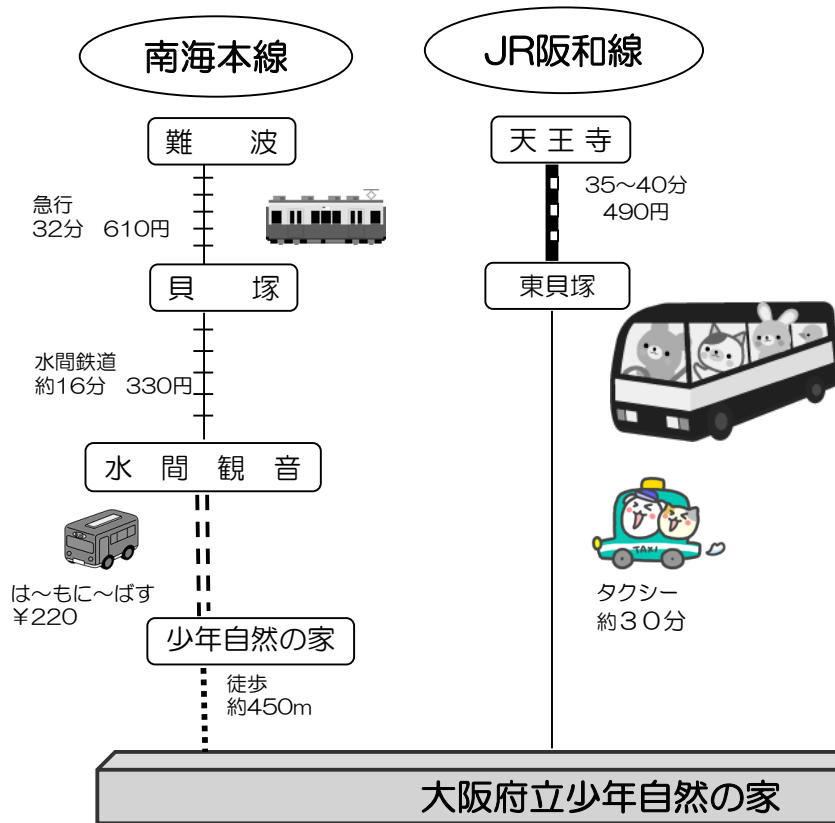 南海本線
難　波
急行
32分　610円
貝　塚
水間鉄道
約16分　330円
水　間　観　音
は～もに～ばす
￥220
少年自然の家
徒歩
約450m
JR阪和線
天王寺
35～40分
490円
東貝塚
TAXI
タクシー
約３０分
大阪府立少年自然の家